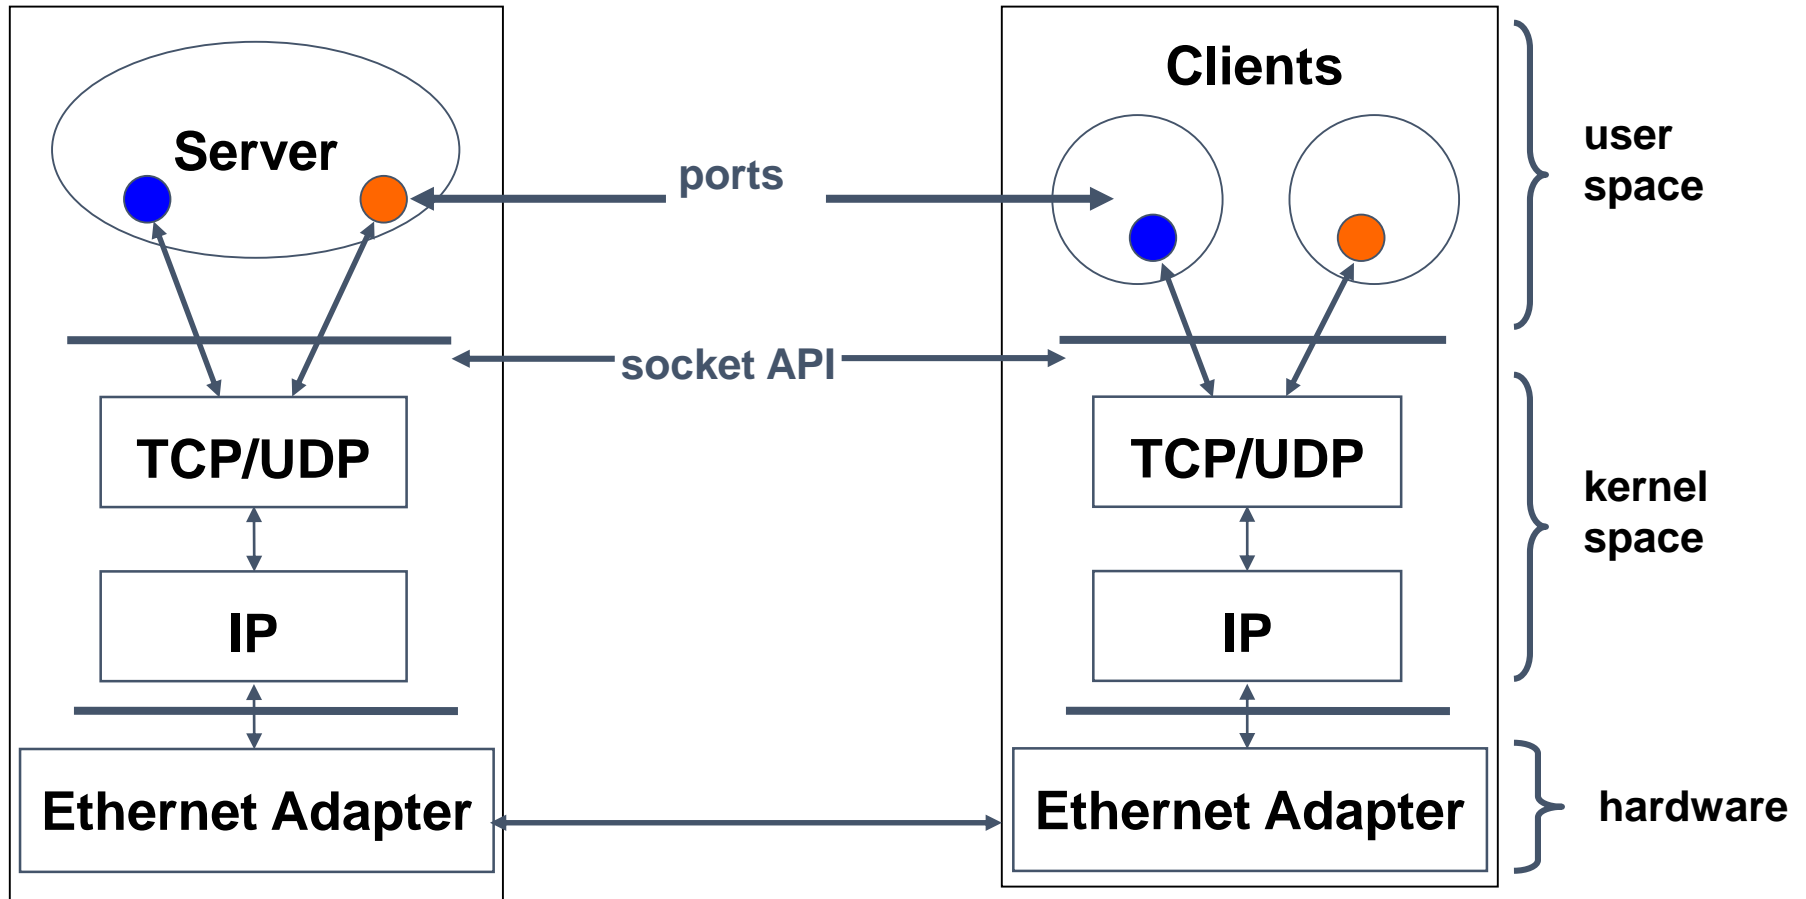 Clients
Server
ports
user
space
socket API
TCP/UDP
TCP/UDP
kernel
space
IP
IP
Ethernet Adapter
Ethernet Adapter
hardware